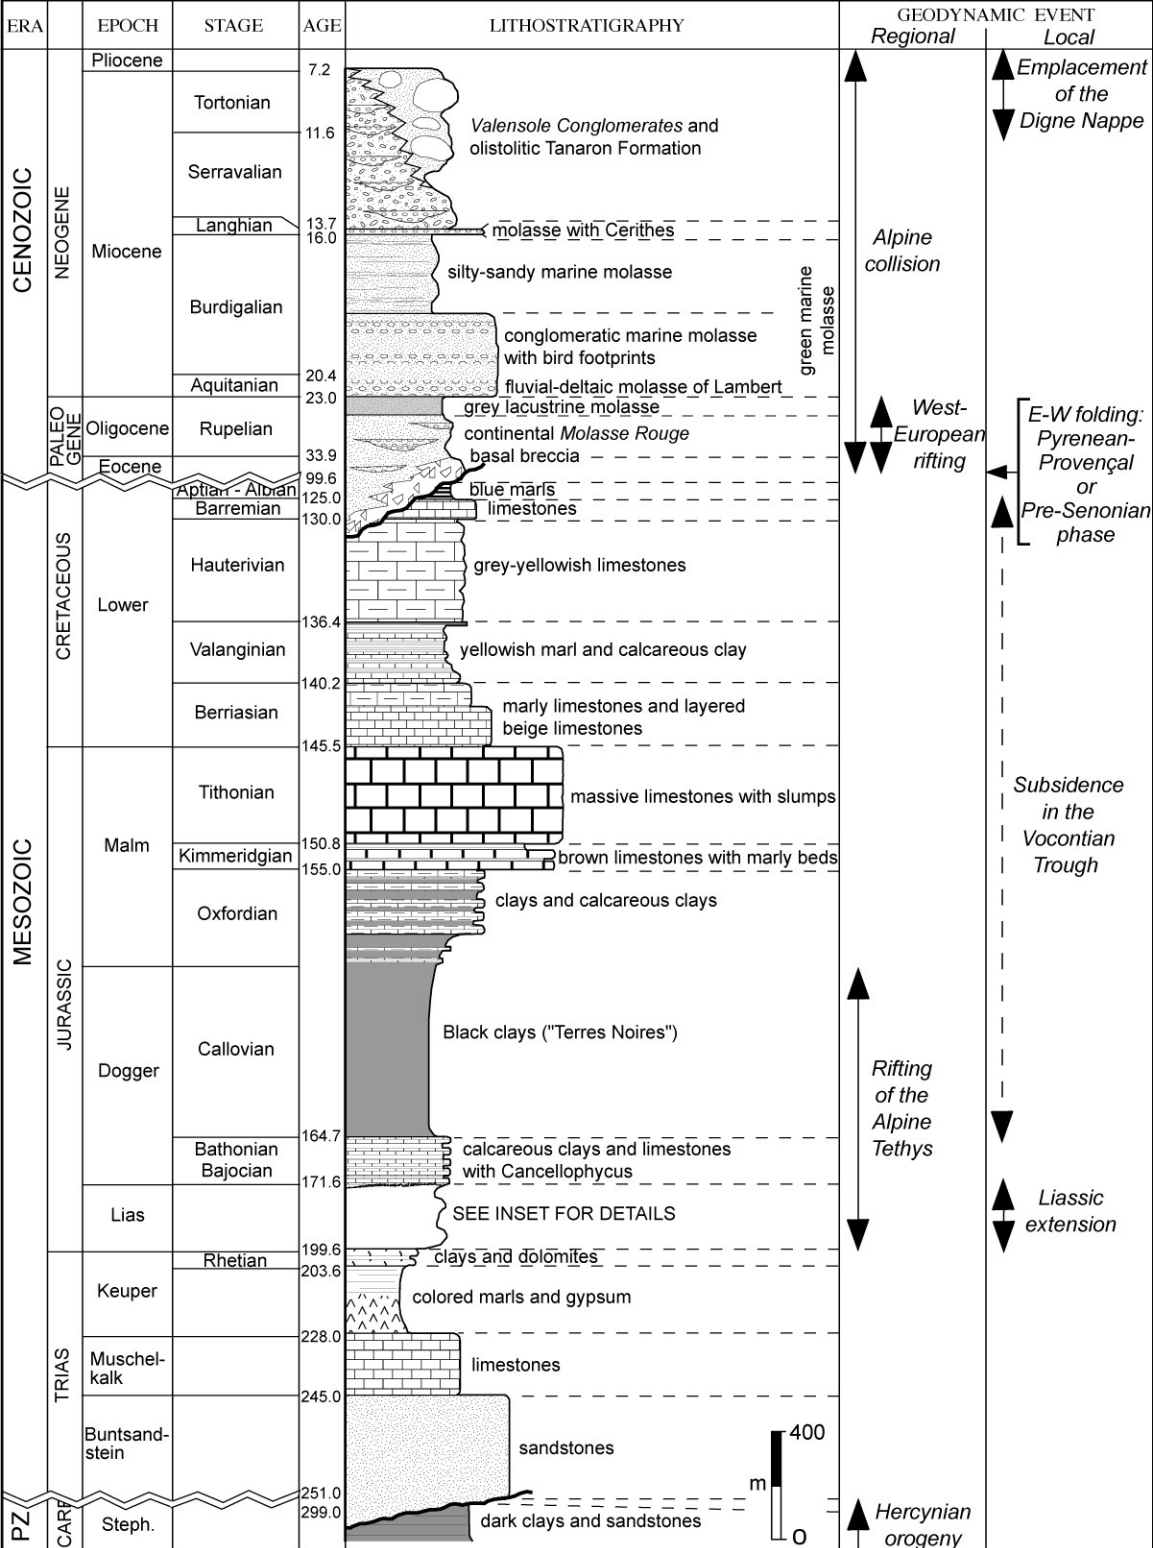 GEODYNAMIC EVENT
ERA EPOCH STAGE AGE LITHOSTRATIGRAPHY Regional Local
CENOZOIC
NEOGENE
Pliocene
7.2
Tortonian
11.6
Valensole Conglomerates and
olistolitic Tanaron Formation
Emplacement
of the
Digne Nappe
Miocene
Serravalian
Langhian
13.7
16.0
molasse with Cerithes
silty-sandy marine molasse
Burdigalian
conglomeratic marine molasse
with bird footprints
green marine
molasse
Alpine
collision
20.4
Aquitanian
fluvial-deltaic molasse of Lambert
23.0
PALEO
GENE
grey lacustrine molasse
Oligocene
Rupelian
continental Molasse Rouge
33.9
basal breccia
Eocene
West-
European
rifting
E-W folding:
Pyrenean-
Provençal
or
Pre-Senonian
phase
99.6
MESOZOIC
CRETACEOUS
Lower
Aptian - Albian
blue marls
125.0
Barremian
limestones
130.0
Hauterivian
grey-yellowish limestones
136.4
Valanginian
yellowish marl and calcareous clay
140.2
Berriasian
marly limestones and layered
beige limestones
145.5
JURASSIC
Malm
Tithonian
massive limestones with slumps
150.8
Kimmeridgian
brown limestones with marly beds
155.0
Oxfordian
clays and calcareous clays
Subsidence
in the
Vocontian
Trough
Dogger
Callovian
Black clays ("Terres Noires")
164.7
Bathonian
Bajocian
calcareous clays and limestones
with Cancellophycus
171.6
Rifting
of the
Alpine
Tethys
Lias
SEE INSET FOR DETAILS
Liassic
extension
199.6
TRIAS
Rhetian
clays and dolomites
203.6
Keuper
colored marls and gypsum
228.0
Muschel-
kalk
limestones
245.0
Buntsand-
stein
sandstones
400
m
0
251.0
299.0
PZ
CARB
Steph.
dark clays and sandstones
Hercynian
orogeny